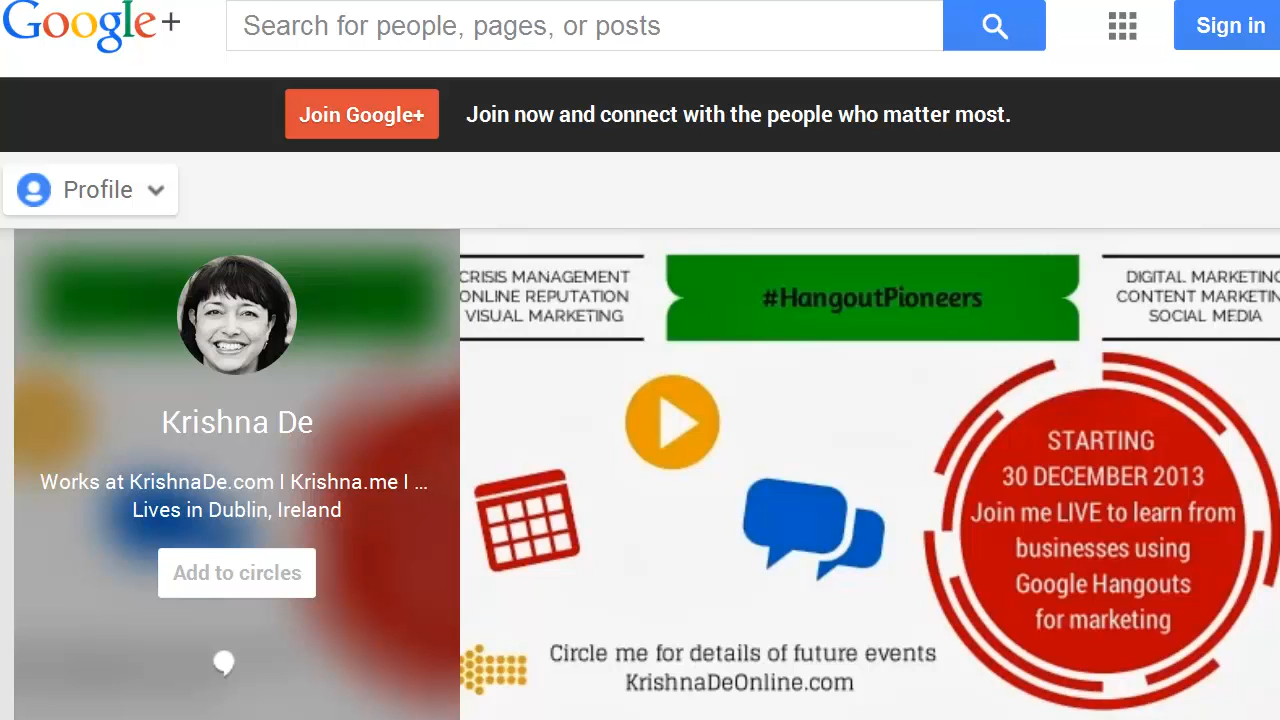 Google+
Search for people, pages, or posts
Sign in
Join Google+
Join now and connect with the people who matter most.
Profile
Krishna De
Works at KrishnaDe.com I Krishna.me I ...
Lives in Dublin, Ireland
Add to circles
CRISIS MANAGEMENT
ONLINE REPUTATION
VISUAL MARKETING
#HangoutPioneers
DIGITAL MARKETING
CONTENT MARKETIN
SOCIAL MEDIA
STARTING
30 DECEMBER 2013
Join me LIVE to learn from
businesses using
Google Hangouts
for marketing
Circle me for details of future events
KrishnaDeOnline.com